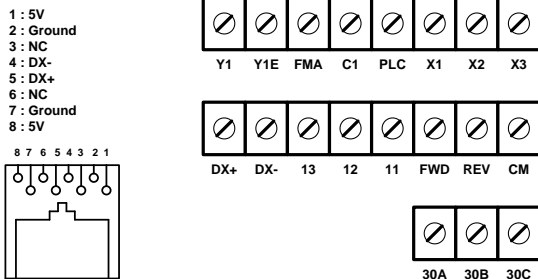 1 : 5V
2 : Ground
3 : NC
4 : DX-
5 : DX+
6 : NC
7 : Ground
8 : 5V
8 7 6 5 4 3 2 1
Y1 Y1E FMA C1 PLC X1 X2 X3
DX+ DX- 13 12 11 FWD REV CM
30A 30B 30C